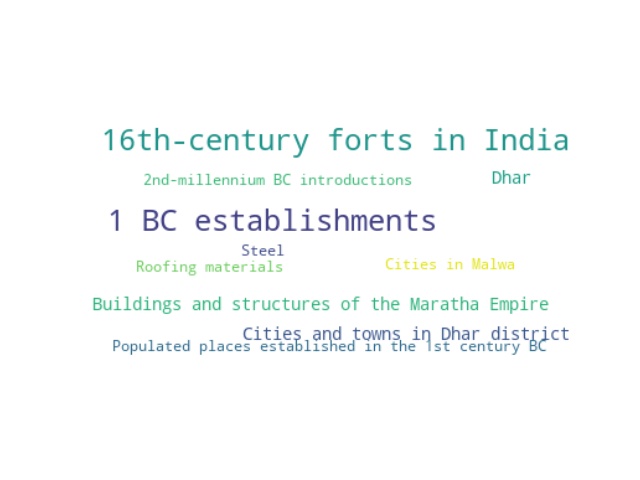 16th-century forts in India
2nd-millennium BC introductions
Dhar
1 BC establishments
Steel
Roofing materials
Cities in Malwa
Buildings and structures of the Maratha Empire
Cities and towns in Dhar district
Populated places established in the 1st century BC